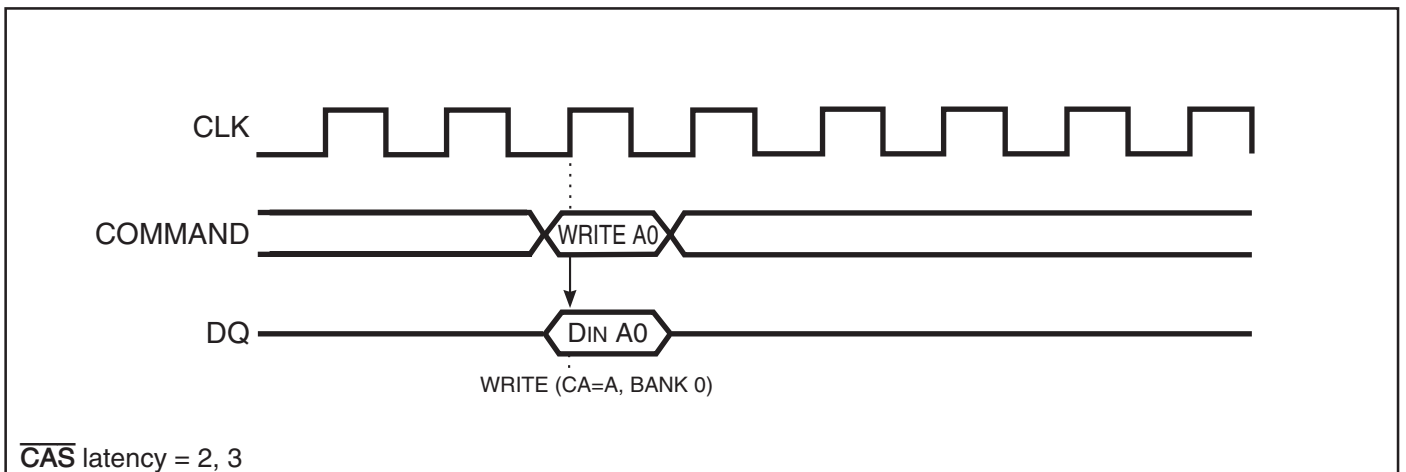 CLK
COMMAND
WRITE A0
DQ
DIN A0
WRITE (CA=A, BANK 0)
CAS latency = 2, 3